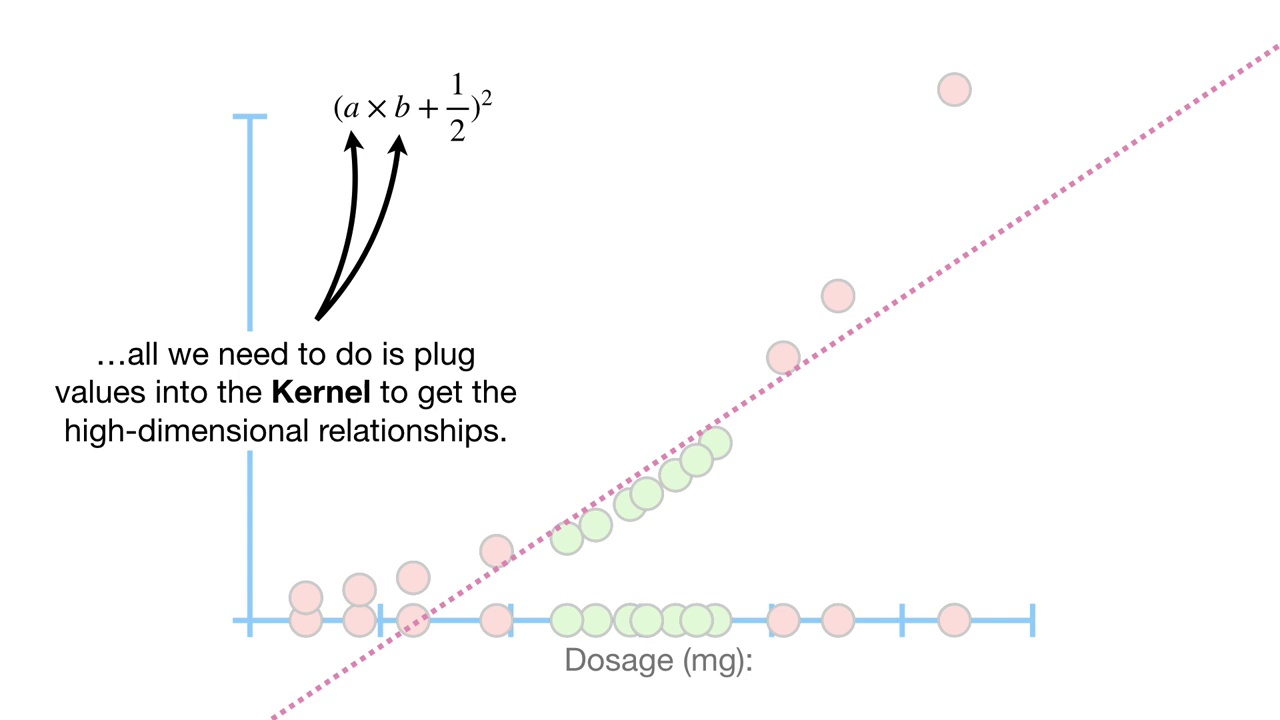 (a × b + 1/2)²
…all we need to do is plug
values into the Kernel to get the
high-dimensional relationships.
Dosage (mg):